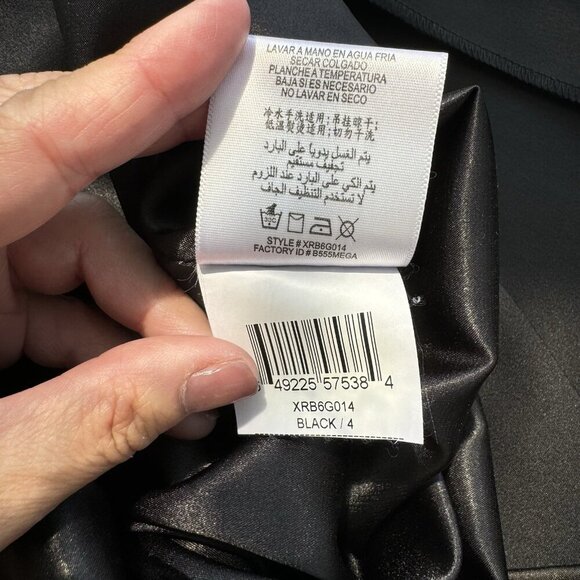 LAVAR A MANO EN AGUA FRIA
SECAR COLGADO
PLANCHE A TEMPERATURA
BAJA SI ES NECESARIO
NO LAVAR EN SECO
冷水手洗适用;吊挂晾干;
低温熨烫适用;切勿干洗
يتم الغسل يدوياً على البارد
تجفيف مستقيم
يتم الكي على البارد عند اللزوم
لا تستخدم التنظيف الجاف
30C
STYLE # XRB6G014
FACTORY ID # B555MEGA
49225 57538 4
XRB6G014
BLACK / 4